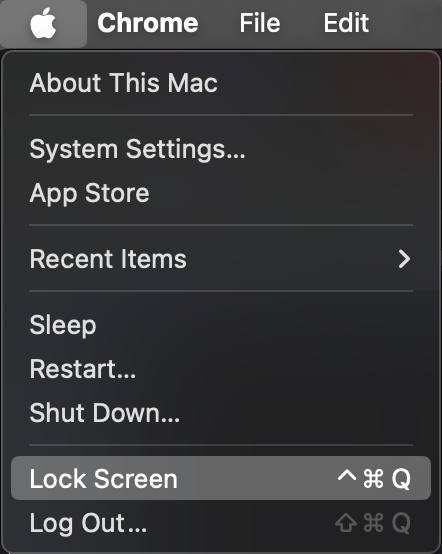 Chrome File Edit
About This Mac
System Settings...
App Store
Recent Items
Sleep
Restart...
Shut Down...
Lock Screen ^⌘Q
Log Out... ⇧⌘Q